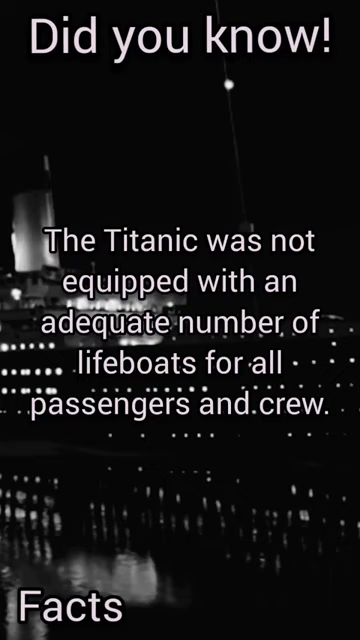 Did you know!
The Titanic was not
equipped with an
adequate number of
lifeboats for all
passengers and crew.
Facts